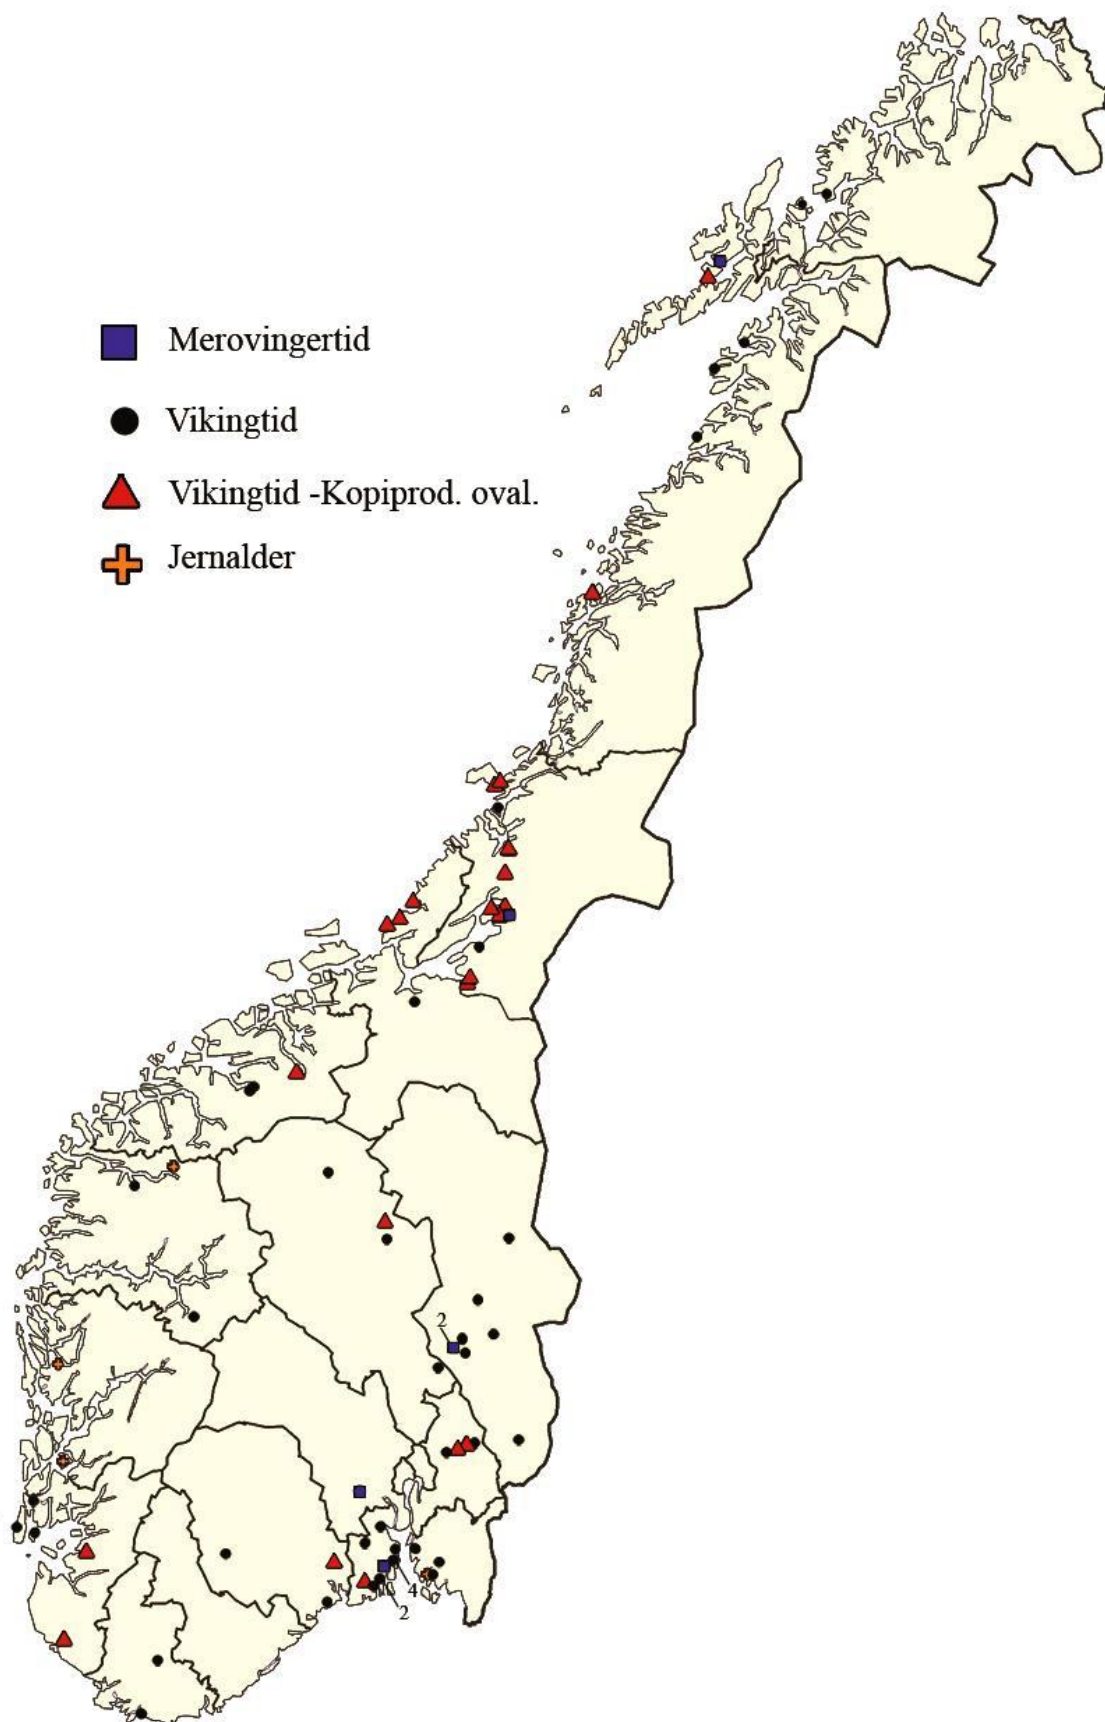 Merovingertid
Vikingtid
Vikingtid -Kopiprod. oval.
Jernalder
2
4
2